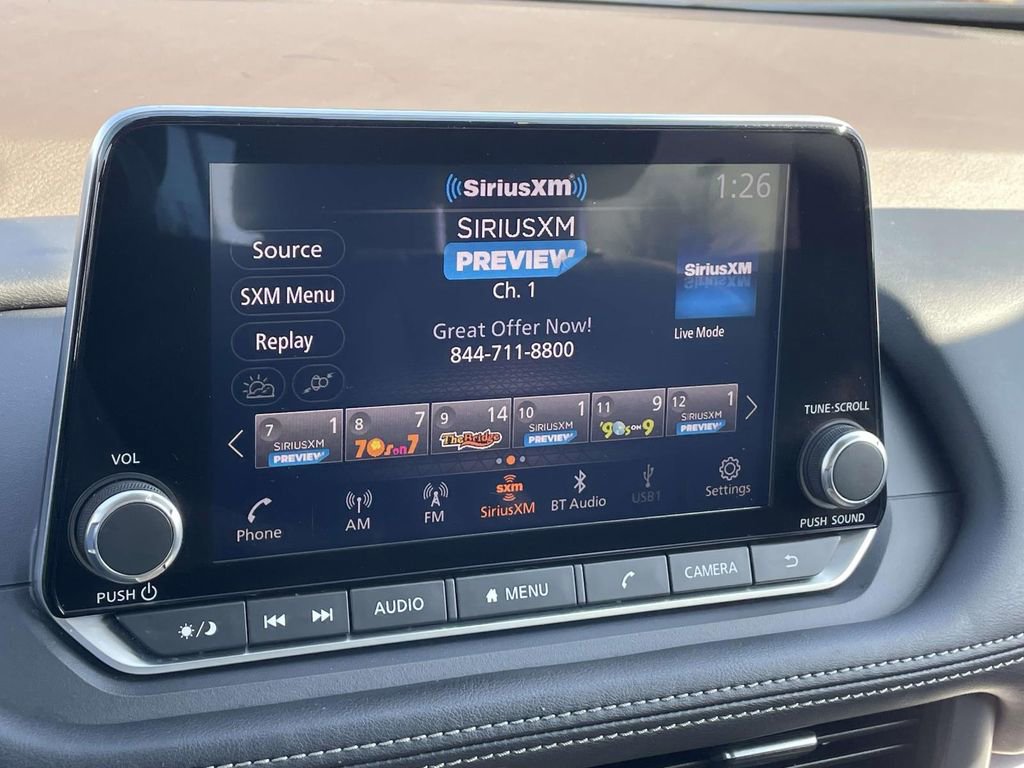 SiriusXM
1:26
SIRIUSXM
PREVIEW
Ch. 1
Source
SXM Menu
Replay
Great Offer Now!
844-711-8800
SiriusXM
Live Mode
7 1 SIRIUSXM PREVIEW
8 7 70s on 7
9 14 The Bridge
10 1 SIRIUSXM PREVIEW
11 9 90s ON 9
12 1 SIRIUSXM PREVIEW
Phone
AM
FM
sxm
SiriusXM
BT Audio
USB1
Settings
VOL
PUSH
TUNE·SCROLL
PUSH SOUND
AUDIO
MENU
CAMERA